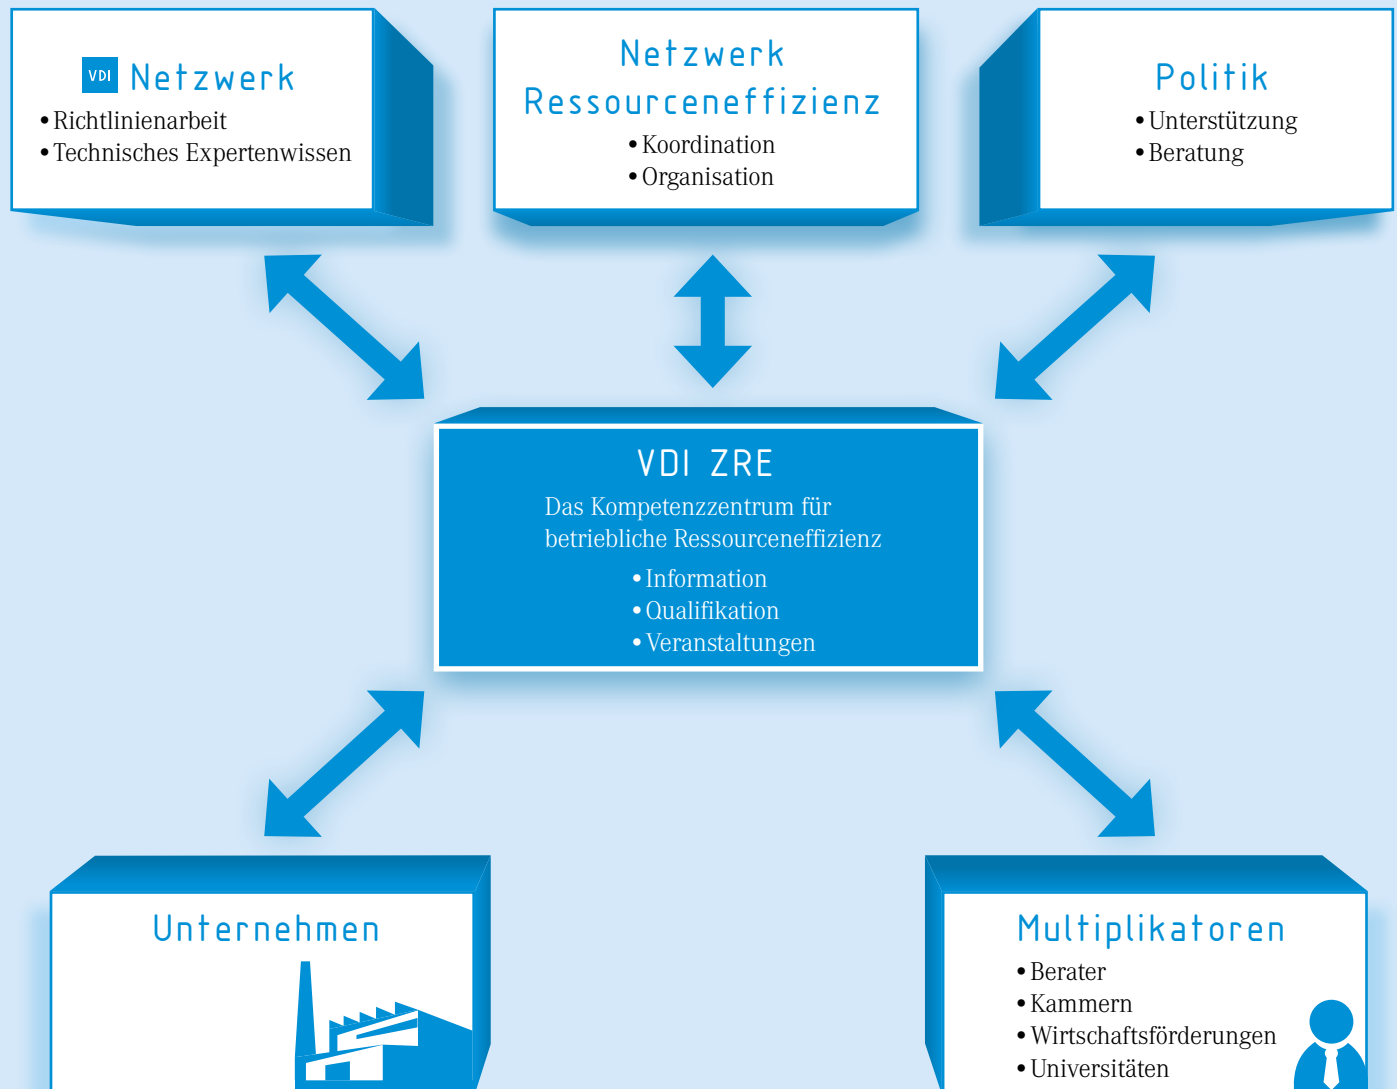 VDI Netzwerk
• Richtlinienarbeit
• Technisches Expertenwissen
Netzwerk
Ressourceneffizienz
• Koordination
• Organisation
Politik
• Unterstützung
• Beratung
VDI ZRE
Das Kompetenzzentrum für
betriebliche Ressourceneffizienz
• Information
• Qualifikation
• Veranstaltungen
Unternehmen
Multiplikatoren
• Berater
• Kammern
• Wirtschaftsförderungen
• Universitäten